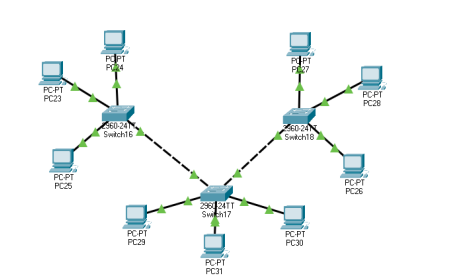 PC-PT
PC24
PC-PT
PC27
PC-PT
PC23
PC-PT
PC28
2960-24TT
Switch16
2960-24TT
Switch18
PC-PT
PC25
PC-PT
PC26
2960-24TT
Switch17
PC-PT
PC29
PC-PT
PC30
PC-PT
PC31